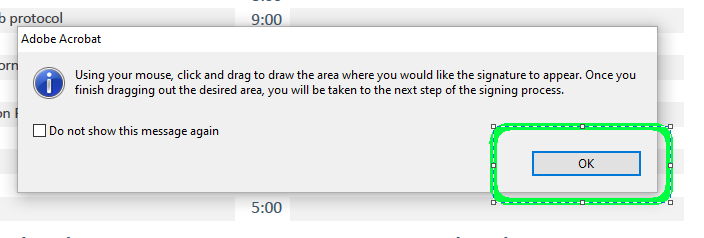 b protocol
9:00
Adobe Acrobat
Using your mouse, click and drag to draw the area where you would like the signature to appear. Once you
finish dragging out the desired area, you will be taken to the next step of the signing process.
Do not show this message again
OK
5:00